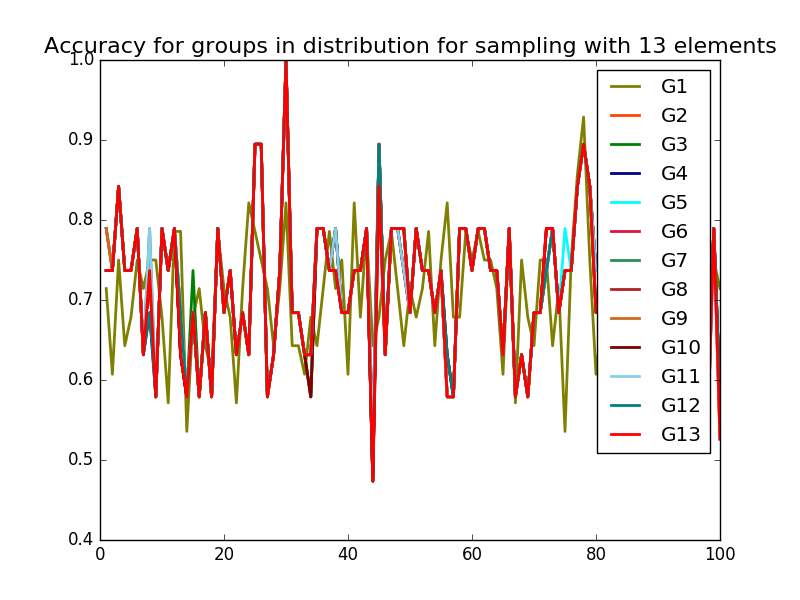 Accuracy for groups in distribution for sampling with 13 elements
1.0
0.9
0.8
0.7
0.6
0.5
0.4
0
20
40
60
80
100
G1
G2
G3
G4
G5
G6
G7
G8
G9
G10
G11
G12
G13